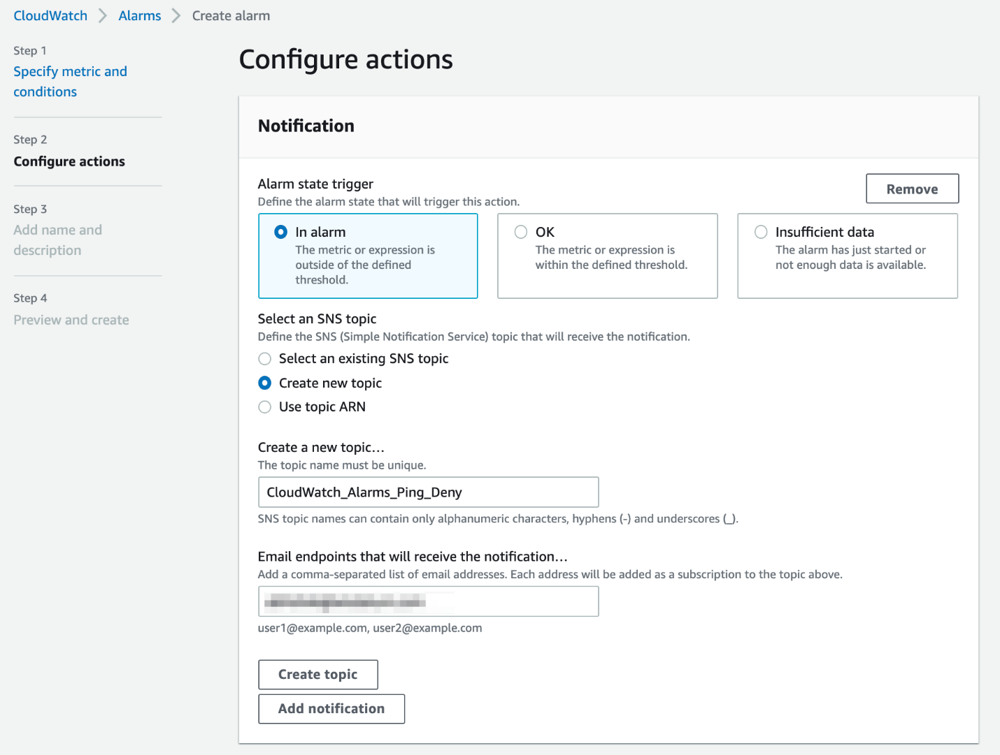 CloudWatch > Alarms > Create alarm
Step 1
Specify metric and
conditions
Step 2
Configure actions
Step 3
Add name and
description
Step 4
Preview and create
Configure actions
Notification
Alarm state trigger
Define the alarm state that will trigger this action.
Remove
In alarm
The metric or expression is
outside of the defined
threshold.
OK
The metric or expression is
within the defined threshold.
Insufficient data
The alarm has just started or
not enough data is available.
Select an SNS topic
Define the SNS (Simple Notification Service) topic that will receive the notification.
Select an existing SNS topic
Create new topic
Use topic ARN
Create a new topic…
The topic name must be unique.
CloudWatch_Alarms_Ping_Deny
SNS topic names can contain only alphanumeric characters, hyphens (-) and underscores (_).
Email endpoints that will receive the notification…
Add a comma-separated list of email addresses. Each address will be added as a subscription to the topic above.
user1@example.com, user2@example.com
Create topic
Add notification